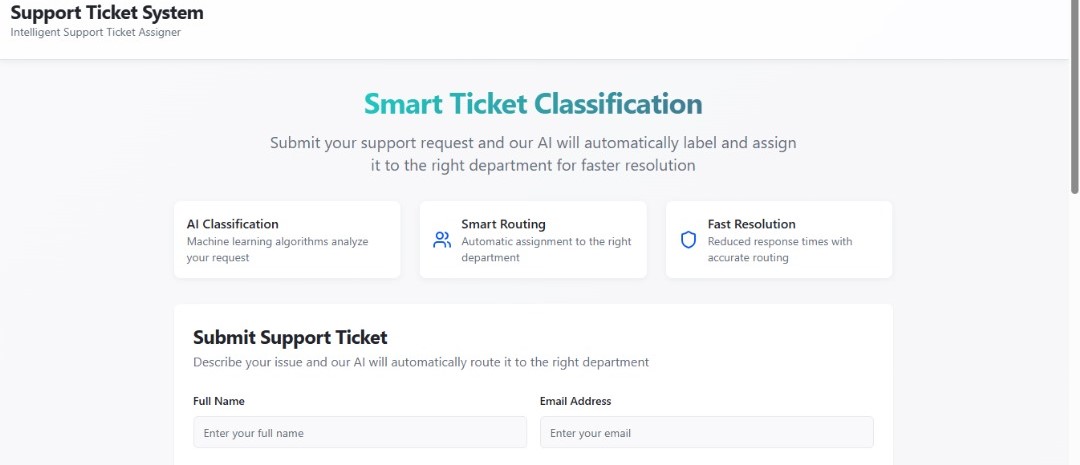 Support Ticket System
Intelligent Support Ticket Assigner
Smart Ticket Classification
Submit your support request and our AI will automatically label and assign
it to the right department for faster resolution
AI Classification
Machine learning algorithms analyze
your request
Smart Routing
Automatic assignment to the right
department
Fast Resolution
Reduced response times with
accurate routing
Submit Support Ticket
Describe your issue and our AI will automatically route it to the right department
Full Name
Email Address
Enter your full name
Enter your email